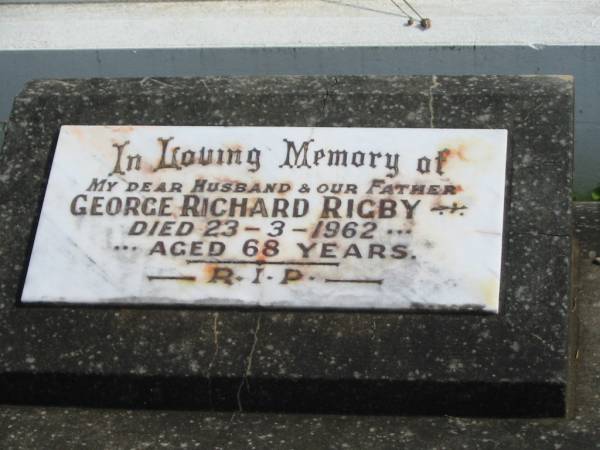 In Loving Memory of
MY DEAR HUSBAND & OUR FATHER
GEORGE RICHARD RIGBY
DIED 23-3-1962 ...
... AGED 68 YEARS.
— R.I.P. —